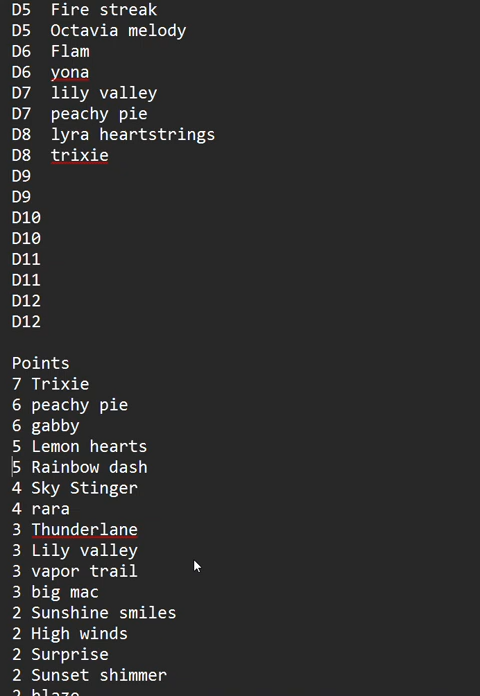 D5  Fire streak
D5  Octavia melody
D6  Flam
D6  yona
D7  lily valley
D7  peachy pie
D8  lyra heartstrings
D8  trixie
D9
D9
D10
D10
D11
D11
D12
D12

Points
7 Trixie
6 peachy pie
6 gabby
5 Lemon hearts
5 Rainbow dash
4 Sky Stinger
4 rara
3 Thunderlane
3 Lily valley
3 vapor trail
3 big mac
2 Sunshine smiles
2 High winds
2 Surprise
2 Sunset shimmer
2 blaze